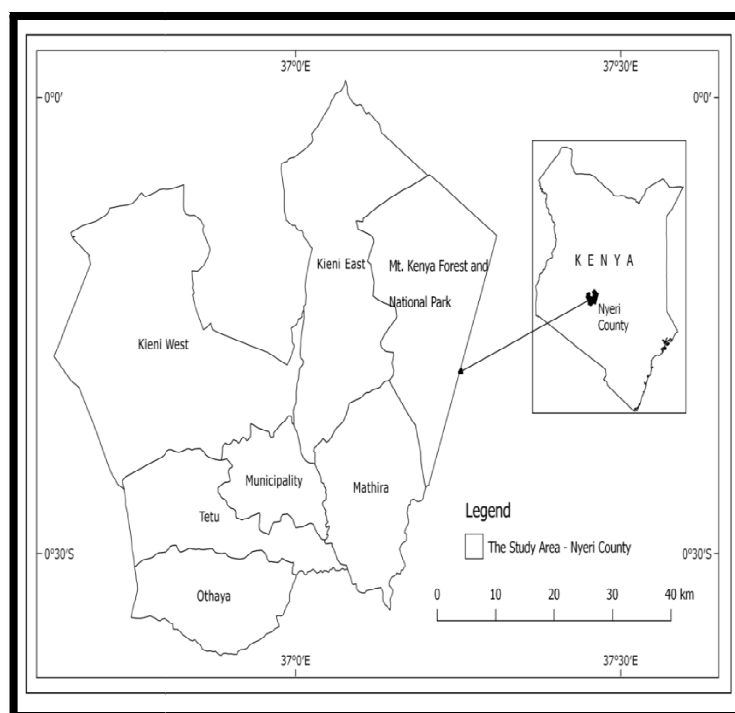 37°0'E
37°30'E
0°0'
0°0'
KENYA
Kieni East
Mt. Kenya Forest and
National Park
Nyeri
County
Kieni West
Municipality
Mathira
Tetu
Legend
The Study Area - Nyeri County
0°30'S
0°30'S
Othaya
0
10
20
30
40 km
37°0'E
37°30'E